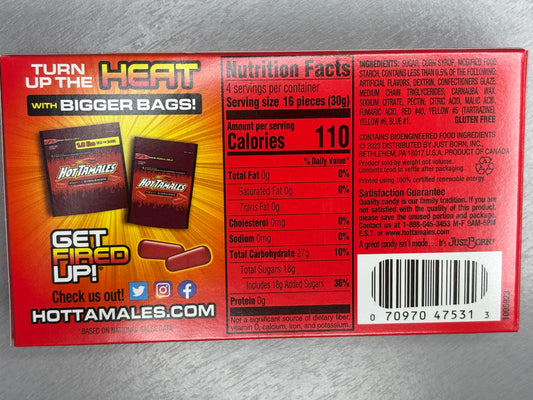 TURN
UP THE HEAT
WITH BIGGER BAGS!
HOT TAMALES
HOT TAMALES
GET
FIRED
UP!®
Check us out!
HOTTAMALES.COM
*BASED ON NATIONAL SALES DATA
Nutrition Facts
4 servings per container
Serving size 16 pieces (30g)
Amount per serving
Calories 110
% Daily Value*
Total Fat 0g 0%
Saturated Fat 0g 0%
Trans Fat 0g
Cholesterol 0mg 0%
Sodium 0mg 0%
Total Carbohydrate 27g 10%
Total Sugars 18g
Includes 18g Added Sugars 36%
Protein 0g
Not a significant source of dietary fiber,
vitamin D, calcium, iron, and potassium.
INGREDIENTS: SUGAR, CORN SYRUP, MODIFIED FOOD
STARCH, CONTAINS LESS THAN 0.5% OF THE FOLLOWING:
ARTIFICIAL FLAVORS, DEXTRIN, CONFECTIONERS GLAZE,
MEDIUM CHAIN TRIGLYCERIDES, CARNAUBA WAX,
SODIUM CITRATE, PECTIN, CITRIC ACID, MALIC ACID,
FUMARIC ACID, RED #40, YELLOW #5 (TARTRAZINE),
YELLOW #6, BLUE #1.
GLUTEN FREE
CONTAINS BIOENGINEERED FOOD INGREDIENTS
© 2023 DISTRIBUTED BY JUST BORN, INC.,
BETHLEHEM, PA 18017 U.S.A. PRODUCT OF CANADA
Product sold by weight not volume.
Contents tend to settle after packaging.
Printed using 100% certified renewable energy.
Satisfaction Guarantee
Quality candy is our family tradition. If you are
not satisfied with the quality of this product,
please save the unused portion and package.
Contact us at 1-888-645-3453 M-F 9AM-5PM
E.S.T. or www.hottamales.com
A great candy isn't made... It's JUST BORN®
0 70970 47531 3